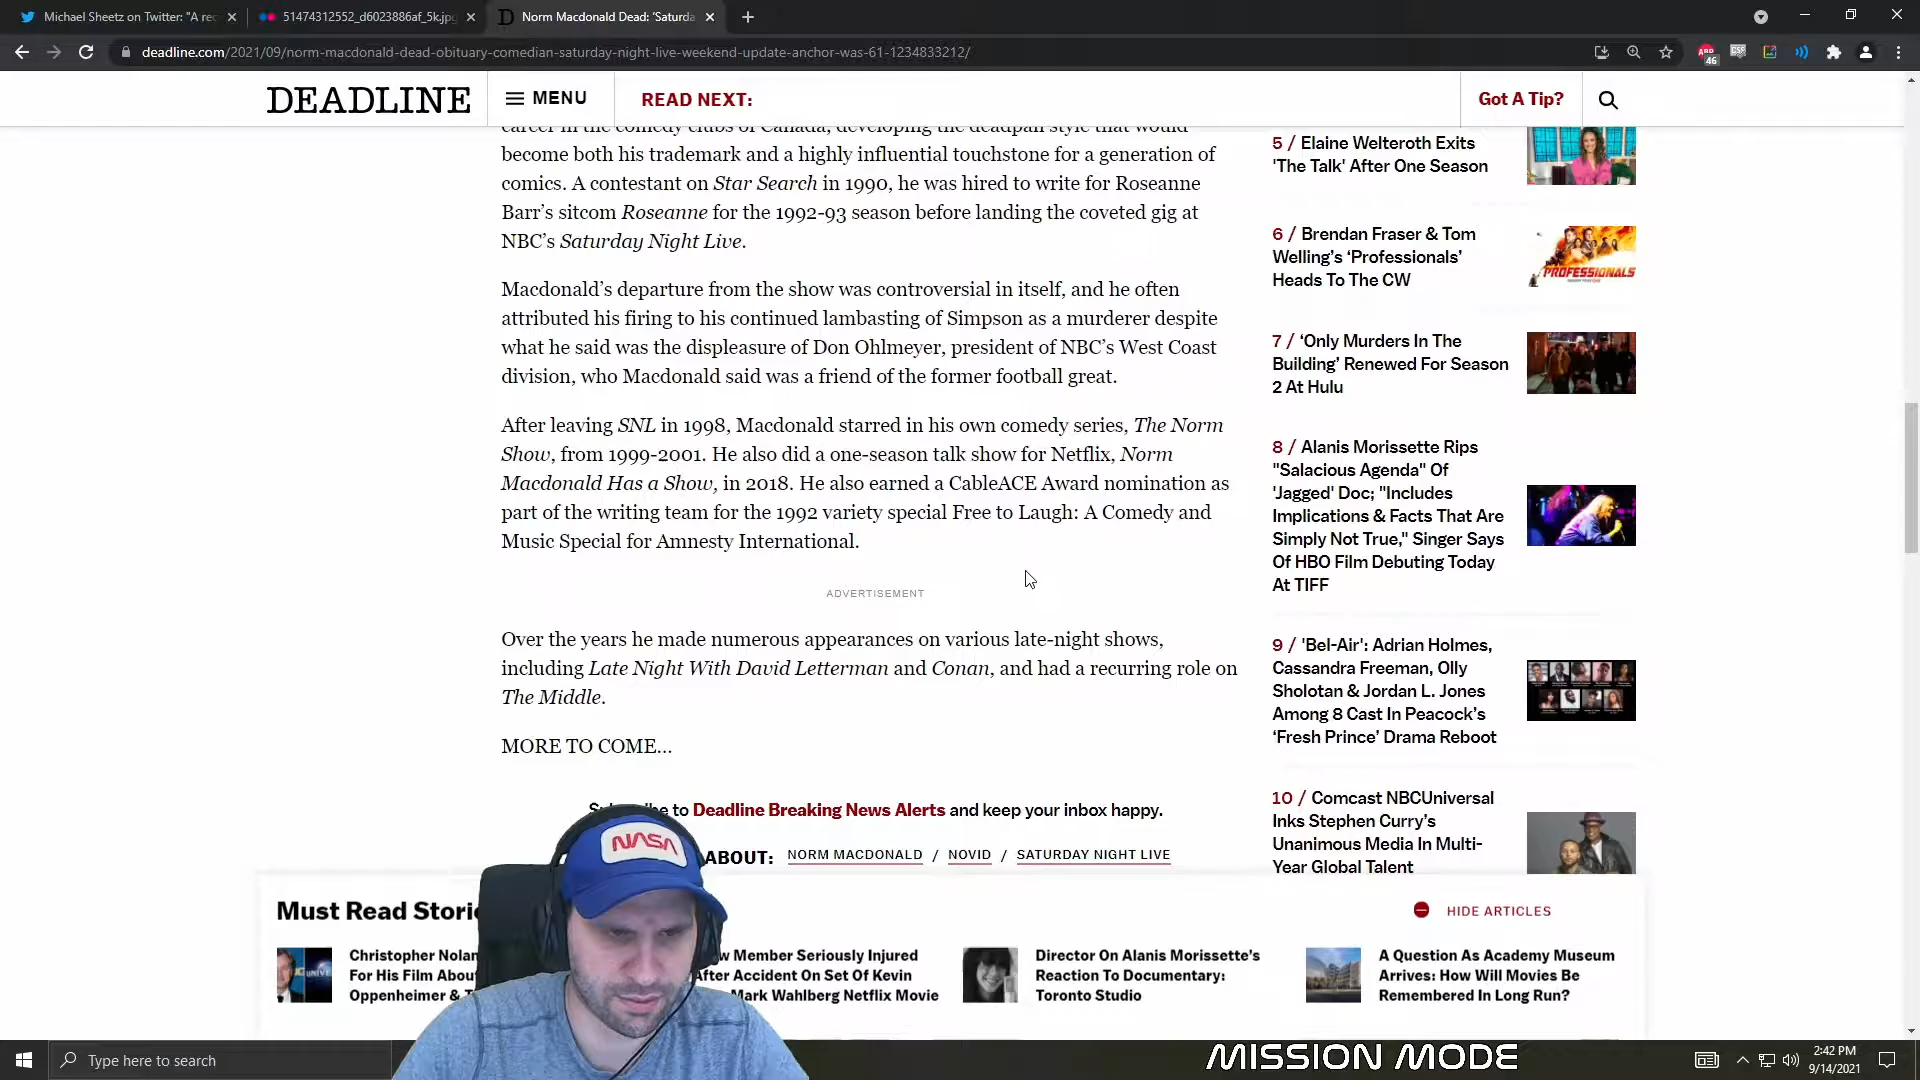 Michael Sheetz on Twitter: "A rec
51474312552_d6023886af_5k.jpg
Norm Macdonald Dead: 'Saturda
deadline.com/2021/09/norm-macdonald-dead-obituary-comedian-saturday-night-live-weekend-update-anchor-was-61-1234833212/
46
DEADLINE
MENU
READ NEXT:
Got A Tip?
career in the comedy clubs of Canada, developing the deadpan style that would
become both his trademark and a highly influential touchstone for a generation of
comics. A contestant on Star Search in 1990, he was hired to write for Roseanne
Barr’s sitcom Roseanne for the 1992-93 season before landing the coveted gig at
NBC’s Saturday Night Live.
Macdonald’s departure from the show was controversial in itself, and he often
attributed his firing to his continued lambasting of Simpson as a murderer despite
what he said was the displeasure of Don Ohlmeyer, president of NBC’s West Coast
division, who Macdonald said was a friend of the former football great.
After leaving SNL in 1998, Macdonald starred in his own comedy series, The Norm
Show, from 1999-2001. He also did a one-season talk show for Netflix, Norm
Macdonald Has a Show, in 2018. He also earned a CableACE Award nomination as
part of the writing team for the 1992 variety special Free to Laugh: A Comedy and
Music Special for Amnesty International.
ADVERTISEMENT
Over the years he made numerous appearances on various late-night shows,
including Late Night With David Letterman and Conan, and had a recurring role on
The Middle.
MORE TO COME…
to Deadline Breaking News Alerts and keep your inbox happy.
ABOUT: NORM MACDONALD / NOVID / SATURDAY NIGHT LIVE
5 / Elaine Welteroth Exits
'The Talk' After One Season
6 / Brendan Fraser & Tom
Welling’s ‘Professionals’
Heads To The CW
PROFESSIONALS
7 / ‘Only Murders In The
Building’ Renewed For Season
2 At Hulu
8 / Alanis Morissette Rips
"Salacious Agenda" Of
'Jagged' Doc; "Includes
Implications & Facts That Are
Simply Not True," Singer Says
Of HBO Film Debuting Today
At TIFF
9 / 'Bel-Air': Adrian Holmes,
Cassandra Freeman, Olly
Sholotan & Jordan L. Jones
Among 8 Cast In Peacock’s
‘Fresh Prince’ Drama Reboot
10 / Comcast NBCUniversal
Inks Stephen Curry’s
Unanimous Media In Multi-
Year Global Talent
Must Read
HIDE ARTICLES
Christopher Nolan
For His Film
Oppenheimer &
Member Seriously Injured
After Accident On Set Of Kevin
Mark Wahlberg Netflix Movie
Director On Alanis Morissette’s
Reaction To Documentary:
Toronto Studio
A Question As Academy Museum
Arrives: How Will Movies Be
Remembered In Long Run?
NASA
Type here to search
MISSION MODE
2:42 PM
9/14/2021